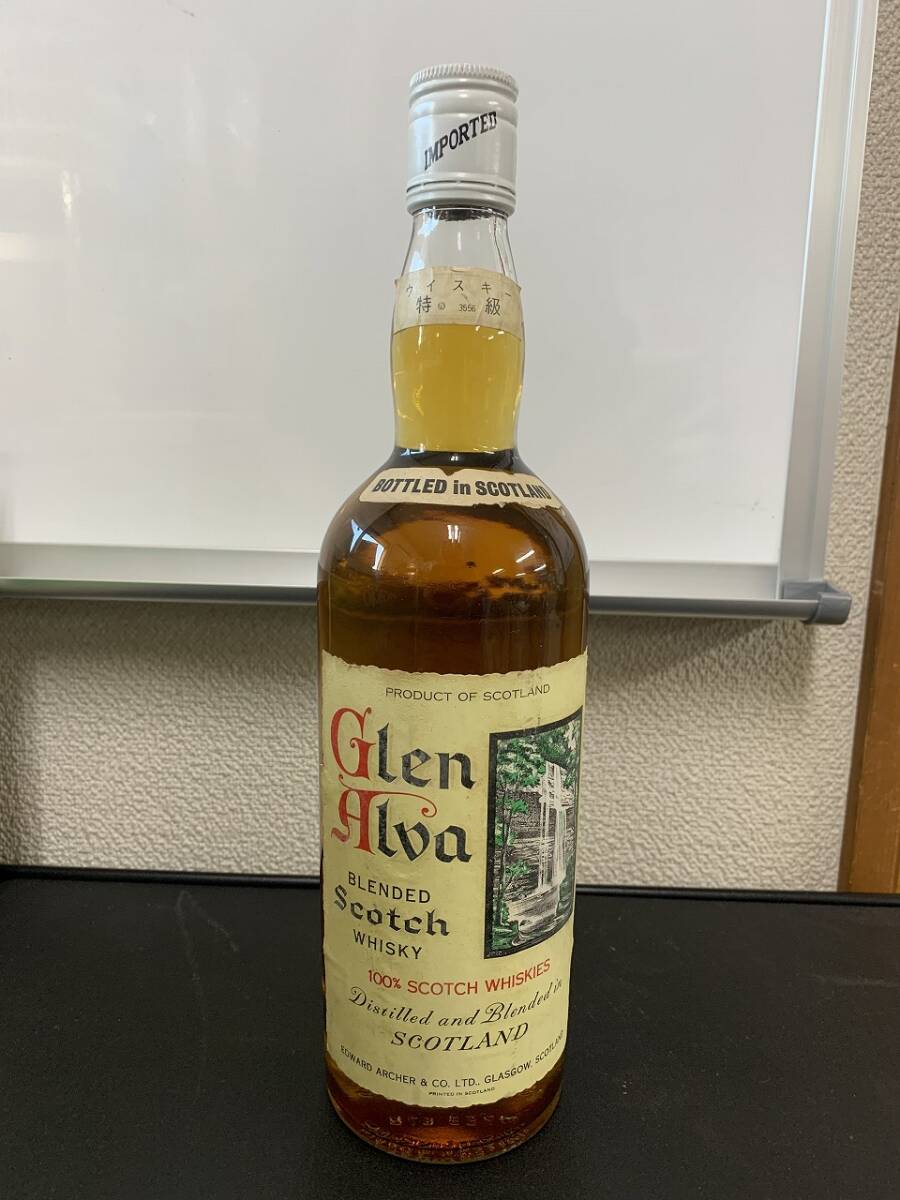 IMPORTED
ウイスキー
特 3556 級
BOTTLED in SCOTLAND
PRODUCT OF SCOTLAND
Glen
Alva
BLENDED
Scotch
WHISKY
100% SCOTCH WHISKIES
Distilled and Blended in
SCOTLAND
EDWARD ARCHER & CO. LTD., GLASGOW, SCOTLAND
PRINTED IN SCOTLAND